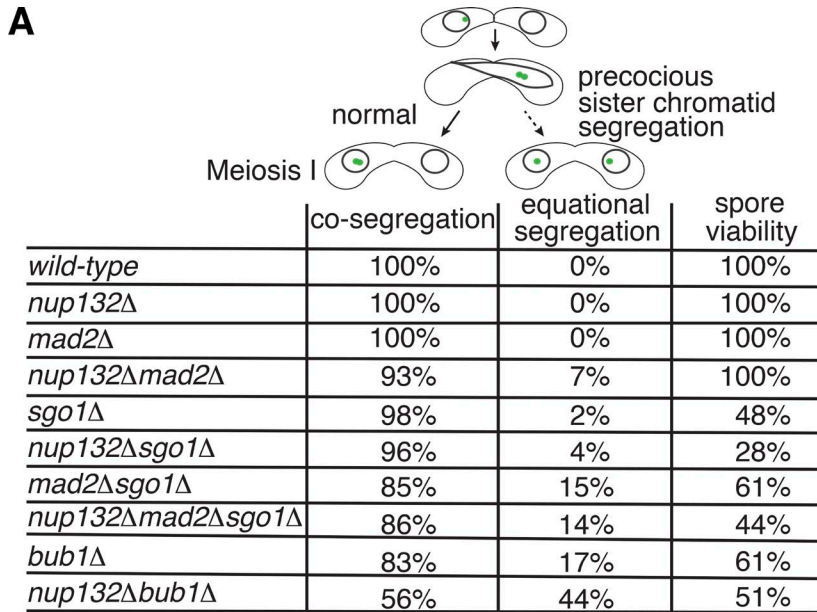 A
precocious
sister chromatid
segregation
normal
Meiosis I
co-segregation equational segregation spore viability
wild-type 100% 0% 100%
nup132Δ 100% 0% 100%
mad2Δ 100% 0% 100%
nup132Δmad2Δ 93% 7% 100%
sgo1Δ 98% 2% 48%
nup132Δsgo1Δ 96% 4% 28%
mad2Δsgo1Δ 85% 15% 61%
nup132Δmad2Δsgo1Δ 86% 14% 44%
bub1Δ 83% 17% 61%
nup132Δbub1Δ 56% 44% 51%